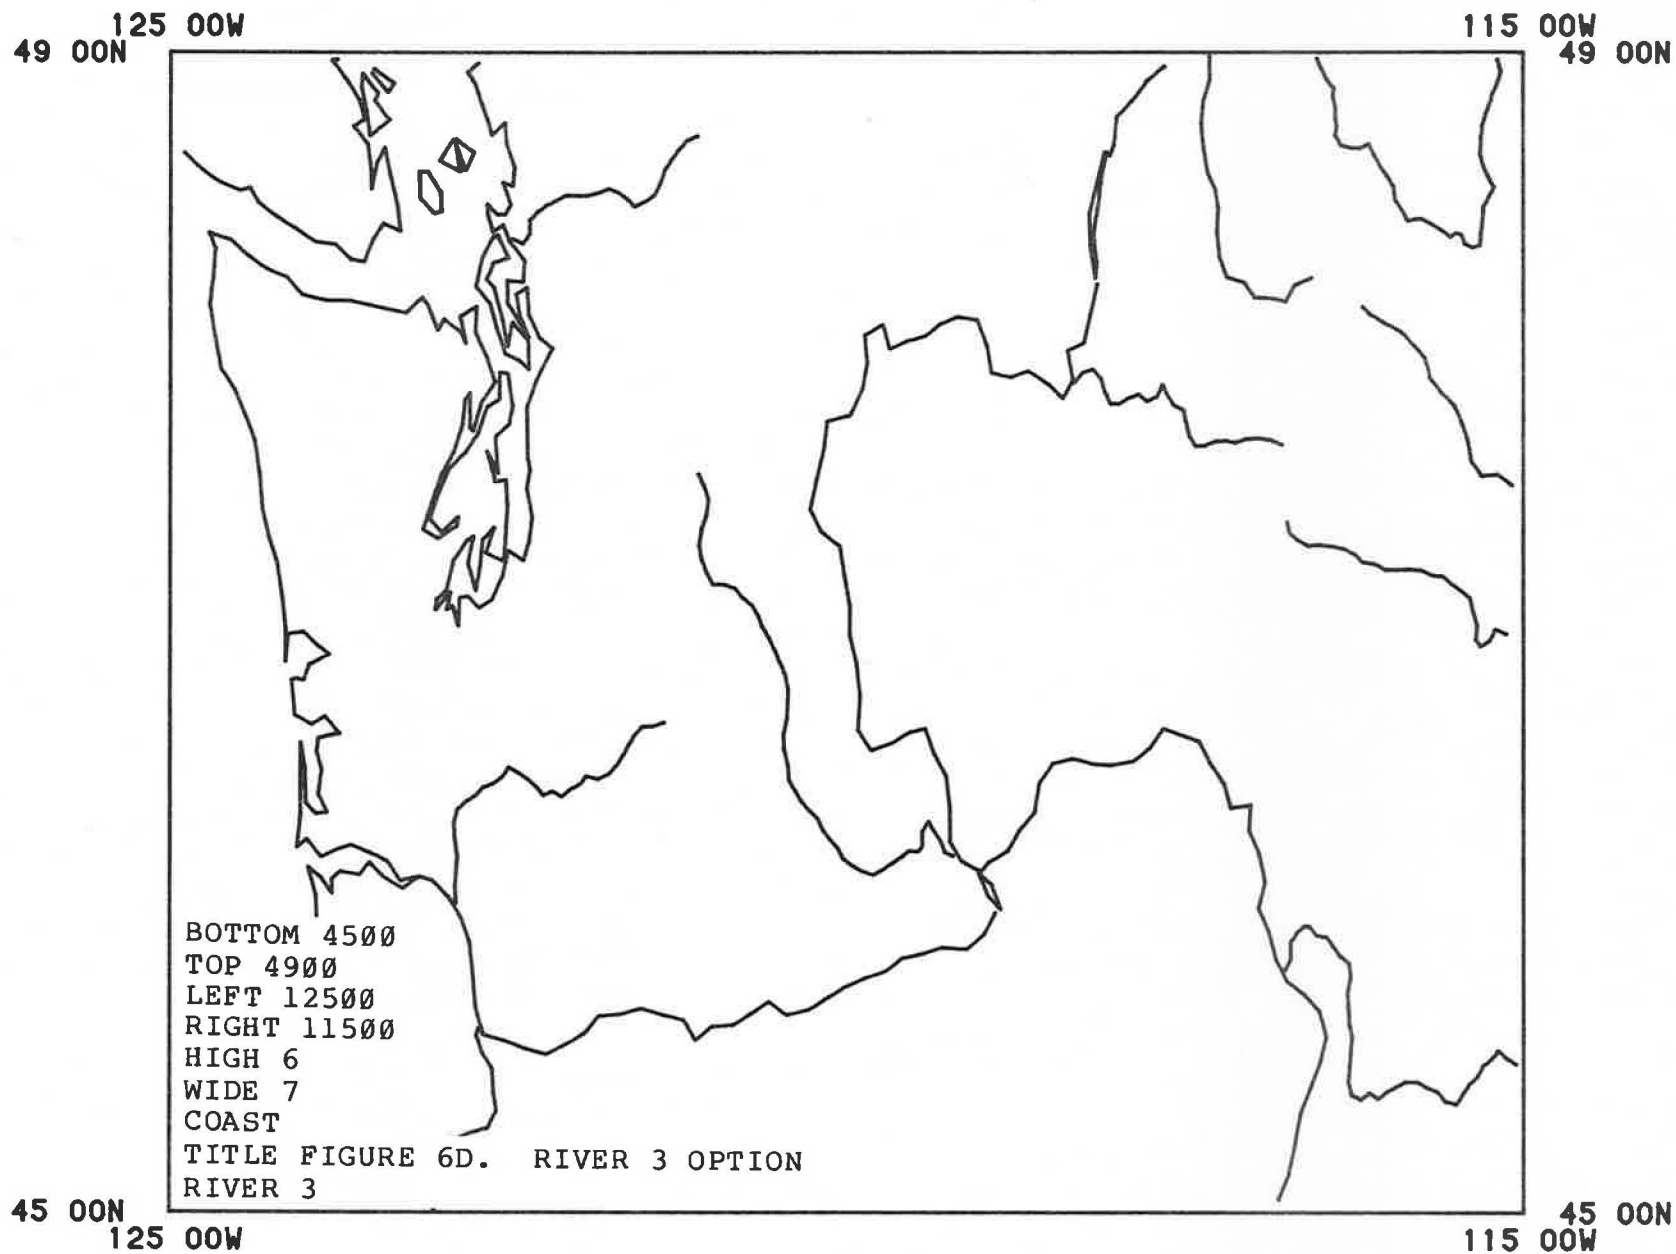 125 00W 115 00W
49 00N 49 00N
BOTTOM 4500
TOP 4900
LEFT 12500
RIGHT 11500
HIGH 6
WIDE 7
COAST
TITLE FIGURE 6D. RIVER 3 OPTION
RIVER 3
45 00N 45 00N
125 00W 115 00W